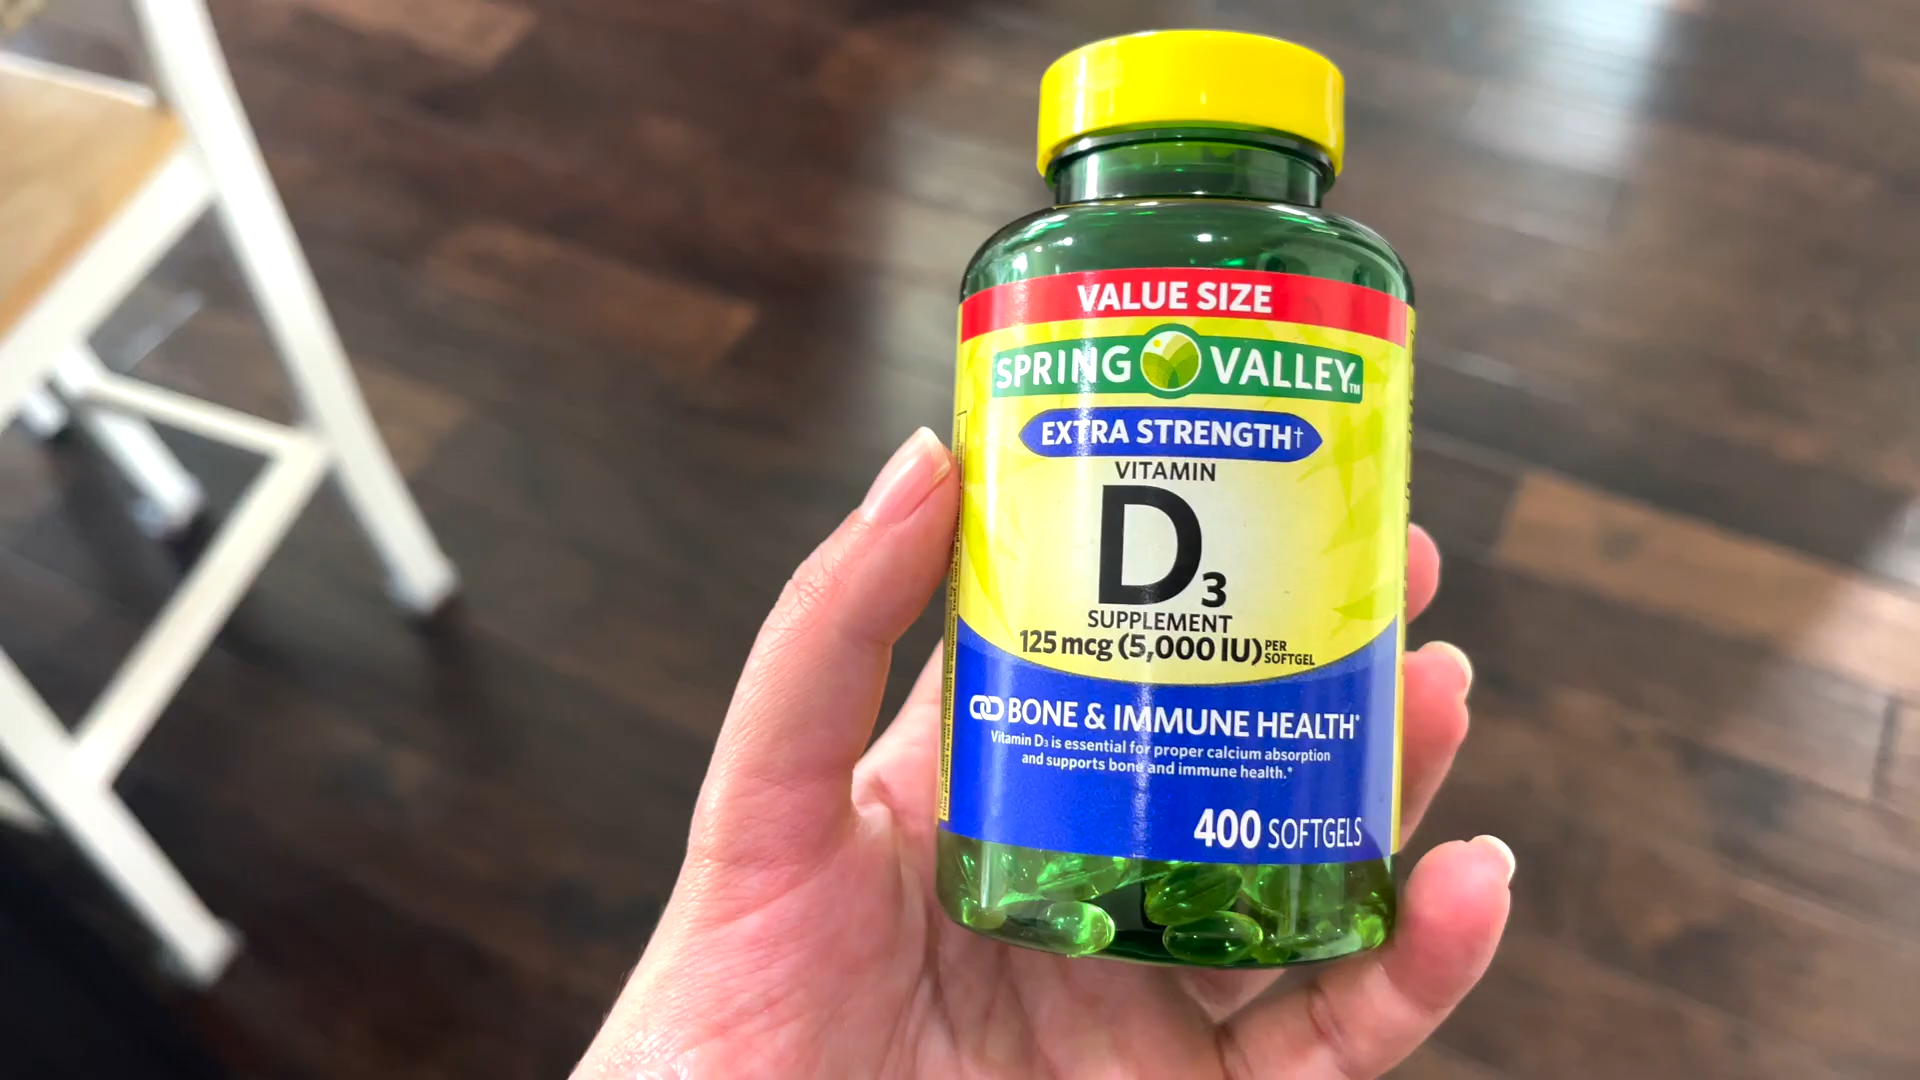 VALUE SIZE
SPRING VALLEY™
EXTRA STRENGTH†
VITAMIN
D3
SUPPLEMENT
125 mcg (5,000 IU) PER SOFTGEL
BONE & IMMUNE HEALTH*
Vitamin D3 is essential for proper calcium absorption
and supports bone and immune health.*
400 SOFTGELS